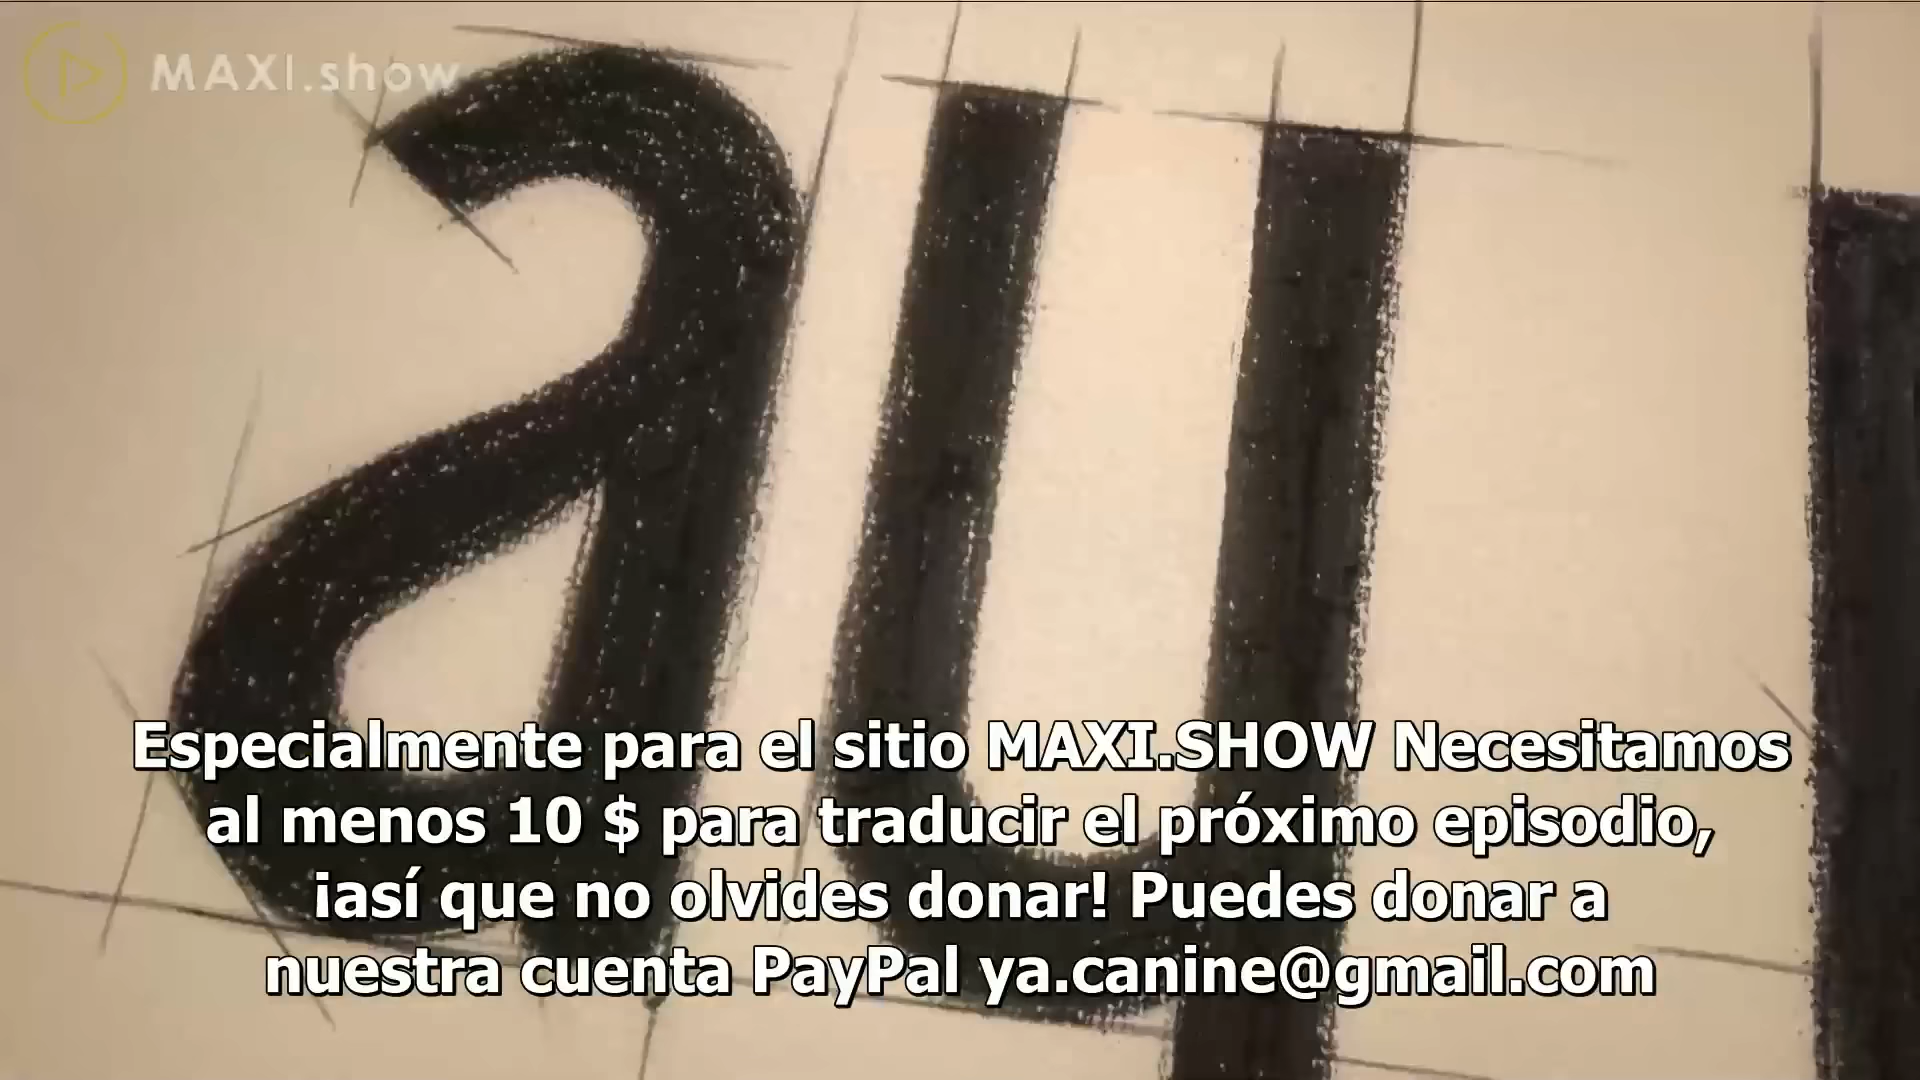 MAXI.show
au
Especialmente para el sitio MAXI.SHOW Necesitamos
al menos 10 $ para traducir el próximo episodio,
¡así que no olvides donar! Puedes donar a
nuestra cuenta PayPal ya.canine@gmail.com